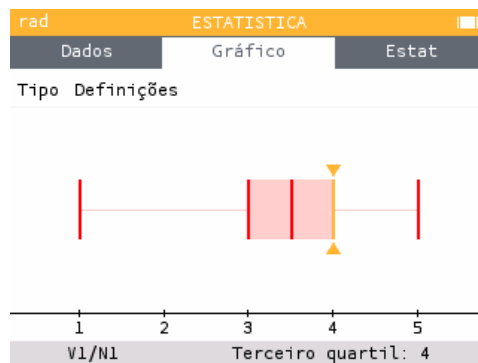 rad ESTATISTICA
Dados Gráfico Estat
Tipo Definições
1 2 3 4 5
V1/N1 Terceiro quartil: 4